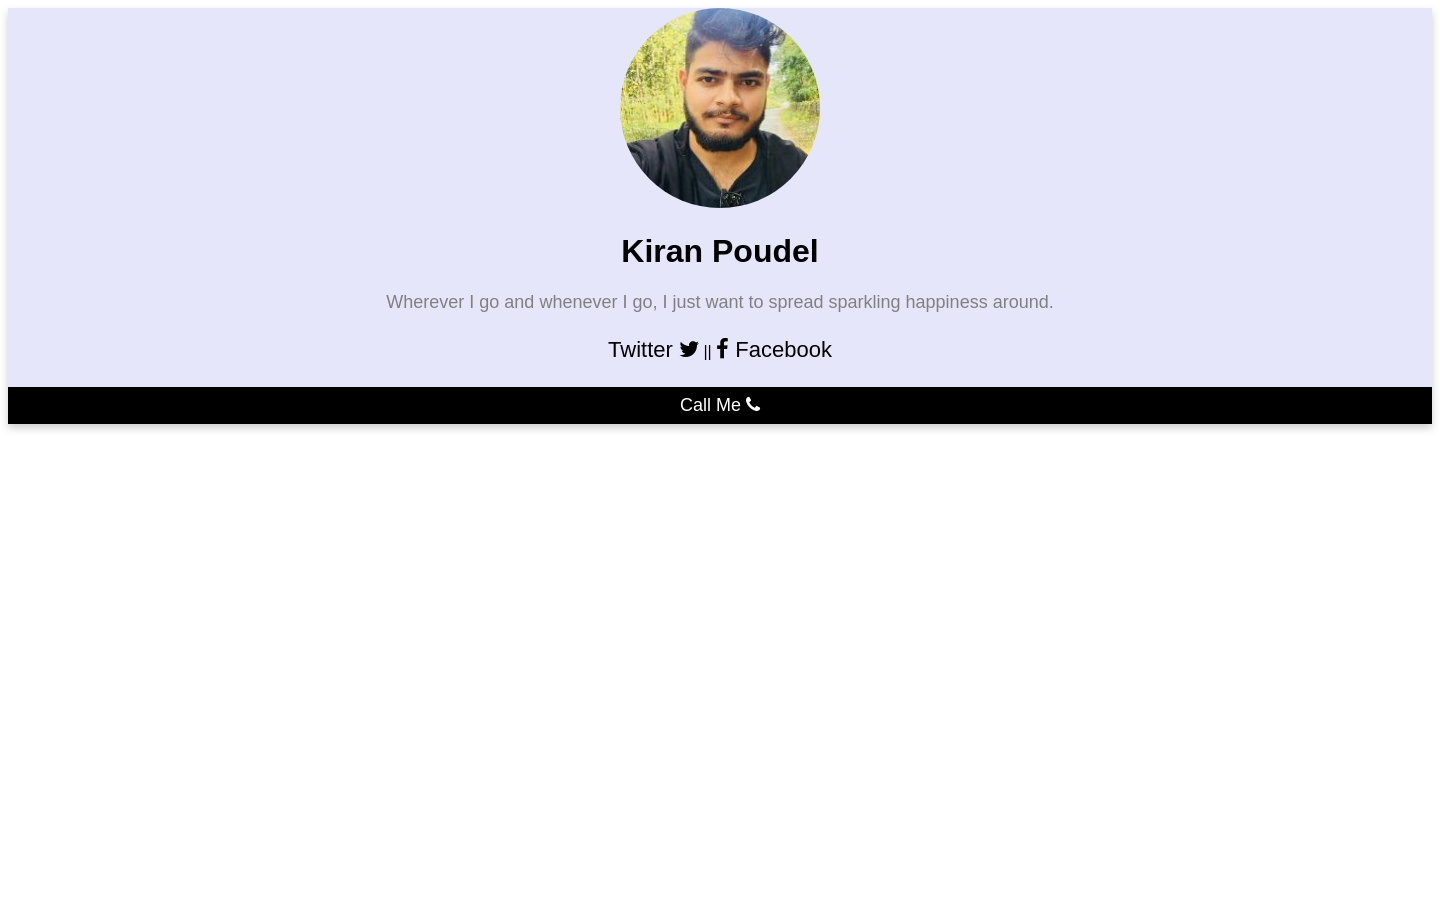 Kiran Poudel
Wherever I go and whenever I go, I just want to spread sparkling happiness around.
Twitter || Facebook
Call Me